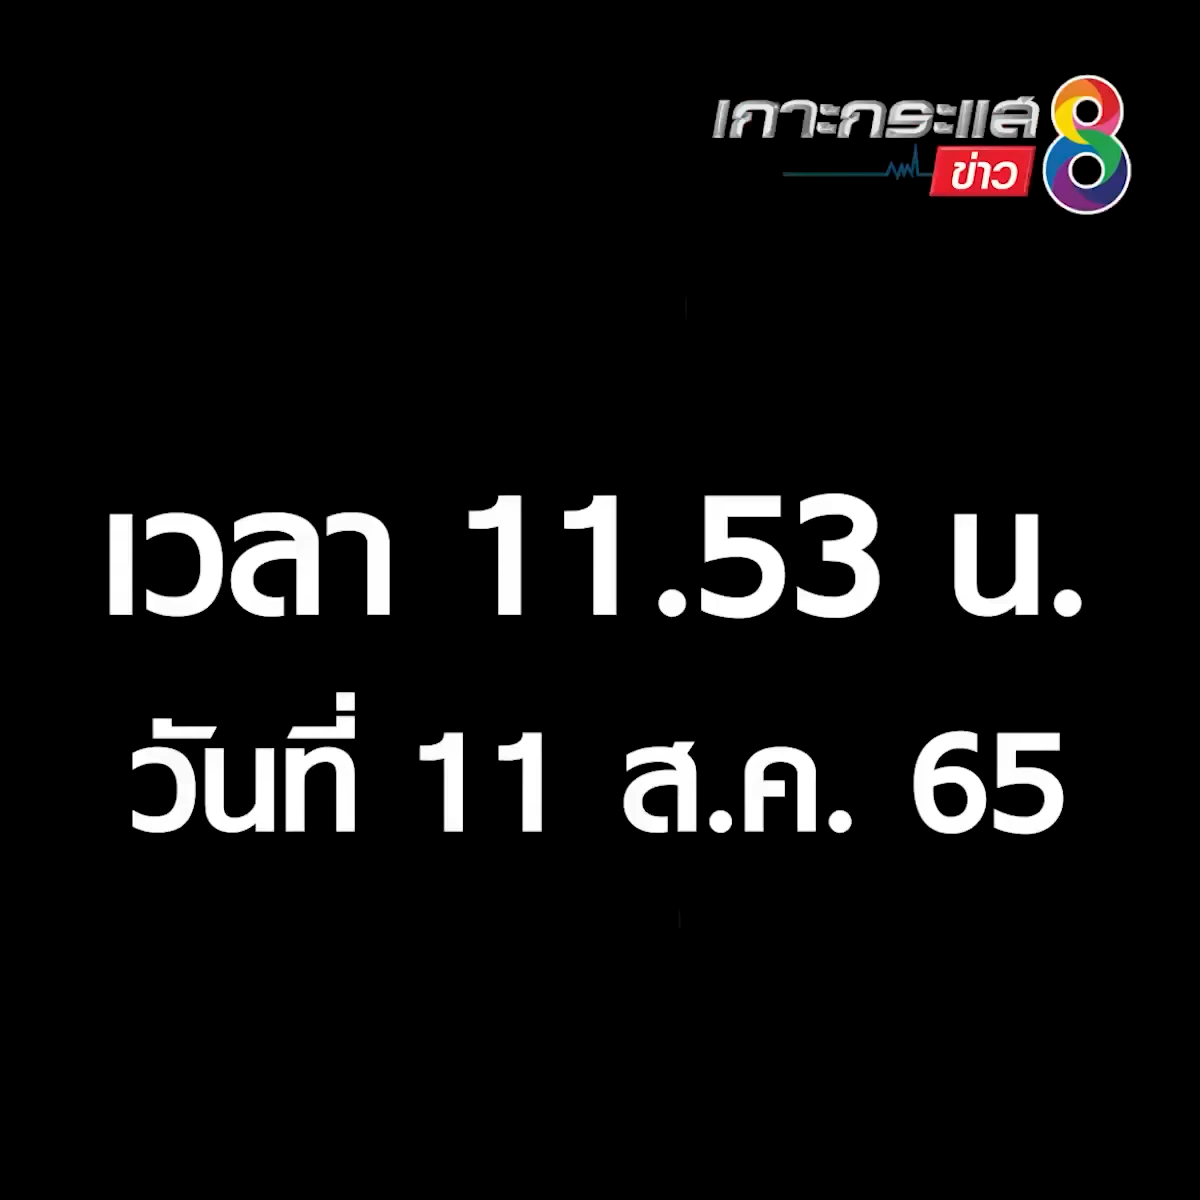 เกาะกระแส 8
ข่าว
เวลา 11.53 น.
วันที่ 11 ส.ค. 65